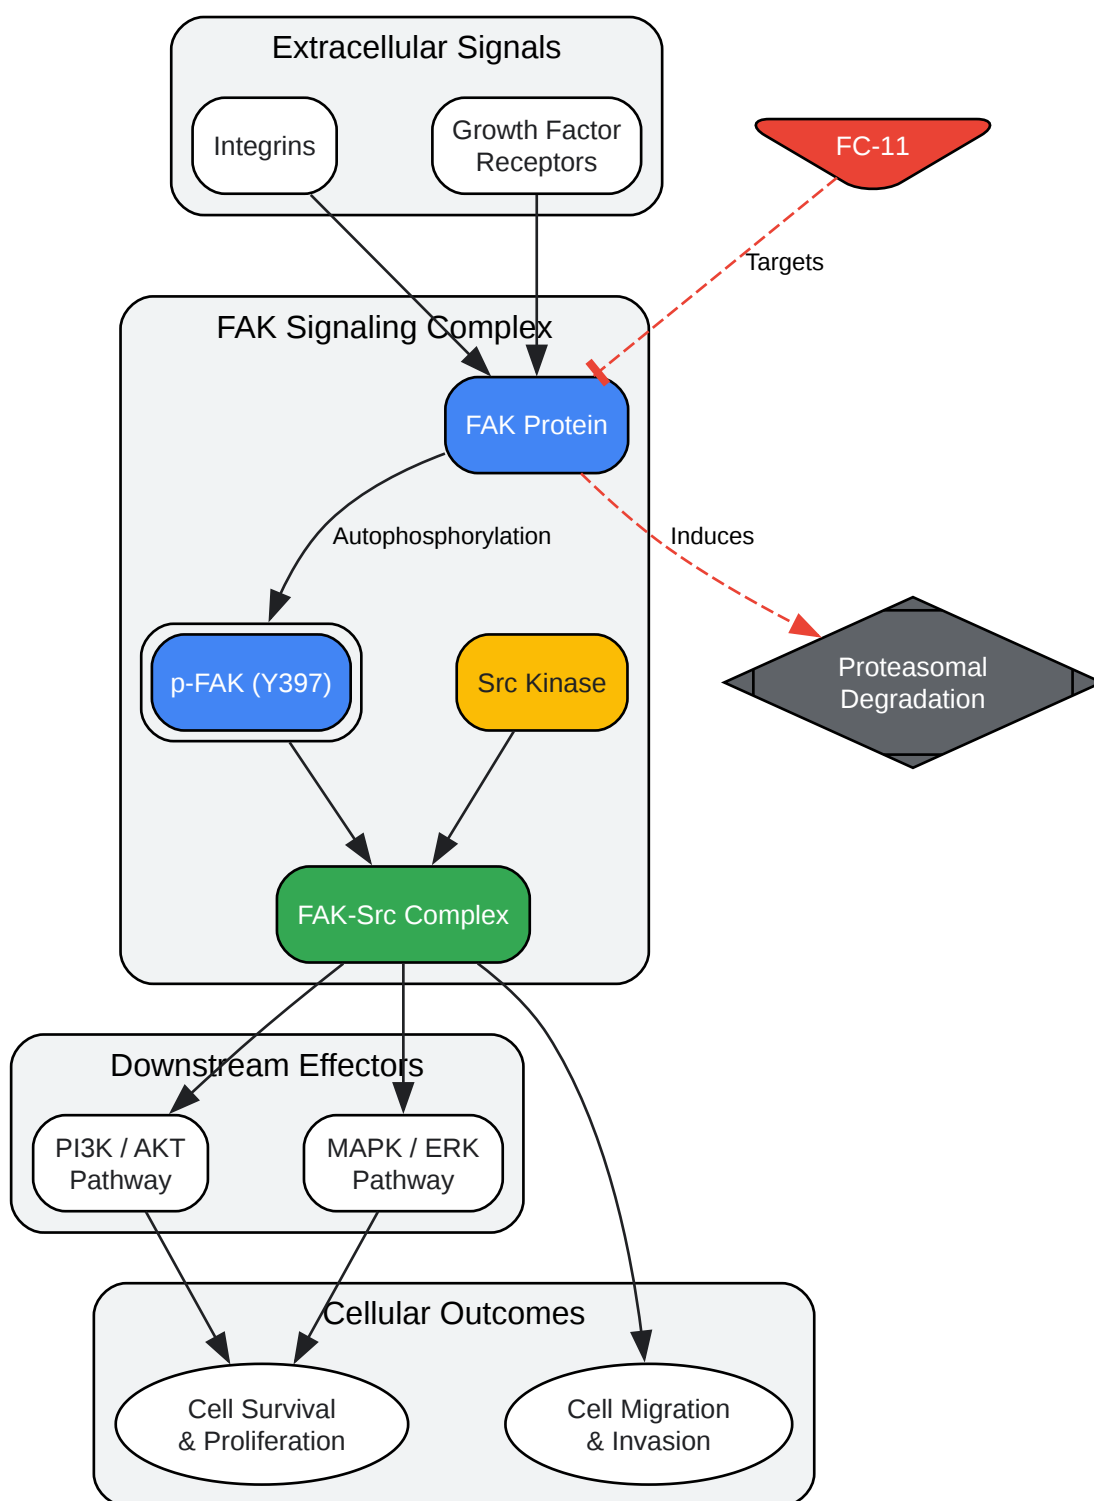 Extracellular Signals
Integrins
Growth Factor
Receptors
FC-11
Targets
FAK Signaling Complex
FAK Protein
Autophosphorylation
Induces
p-FAK (Y397)
Src Kinase
Proteasomal
Degradation
FAK-Src Complex
Downstream Effectors
PI3K / AKT
Pathway
MAPK / ERK
Pathway
Cellular Outcomes
Cell Survival
& Proliferation
Cell Migration
& Invasion